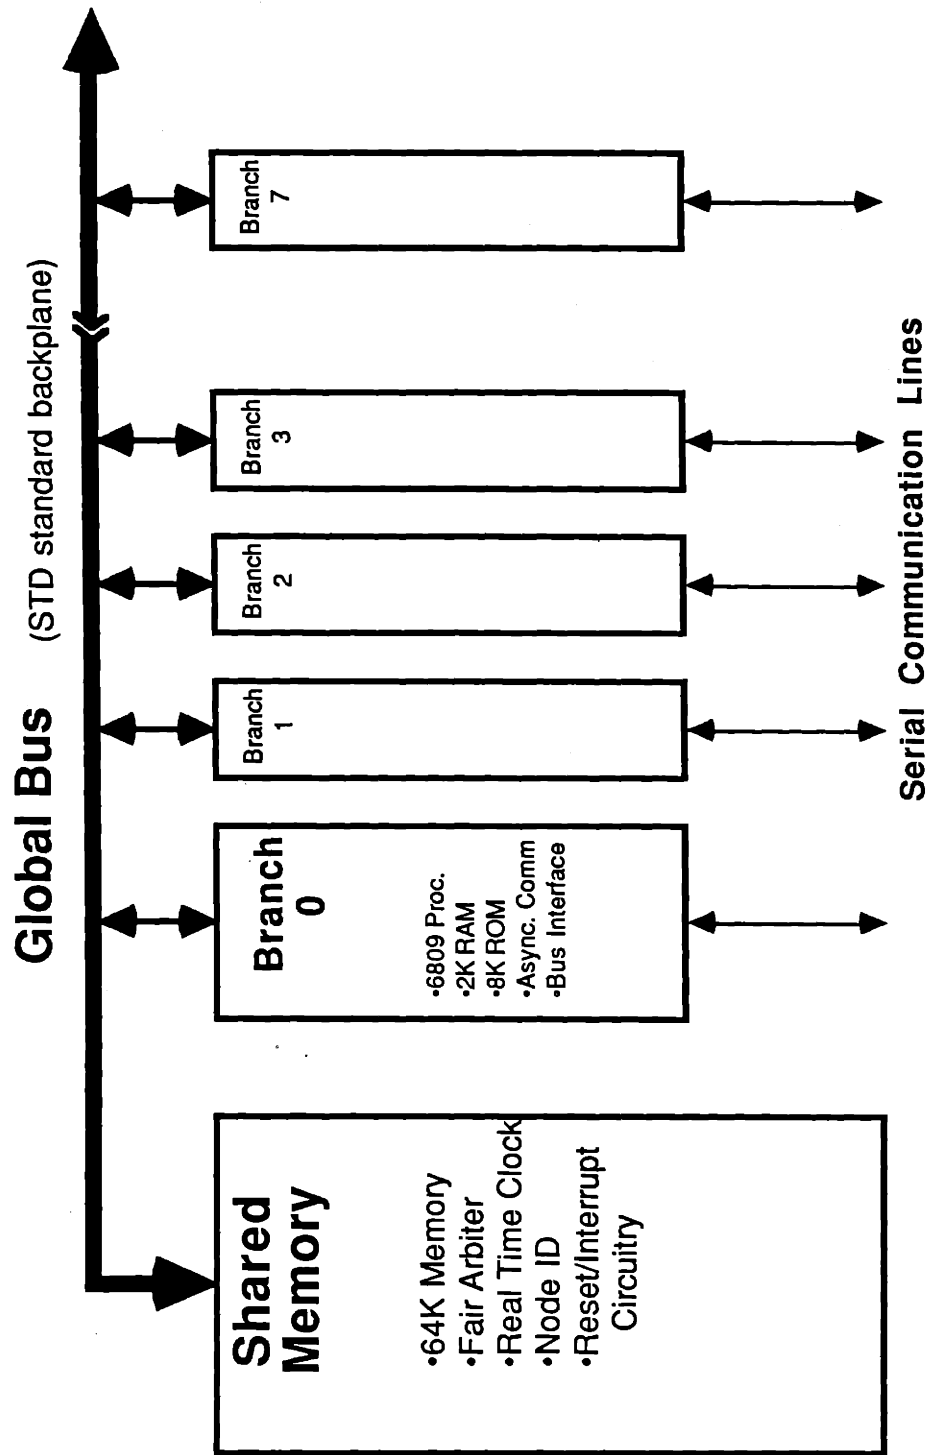 Global Bus (STD standard backplane)
Shared
Memory
•64K Memory
•Fair Arbiter
•Real Time Clock
•Node ID
•Reset/Interrupt
Circuitry
Branch
0
•6809 Proc.
•2K RAM
•8K ROM
•Async. Comm
•Bus Interface
Branch
1
Branch
2
Branch
3
Branch
7
Serial Communication Lines